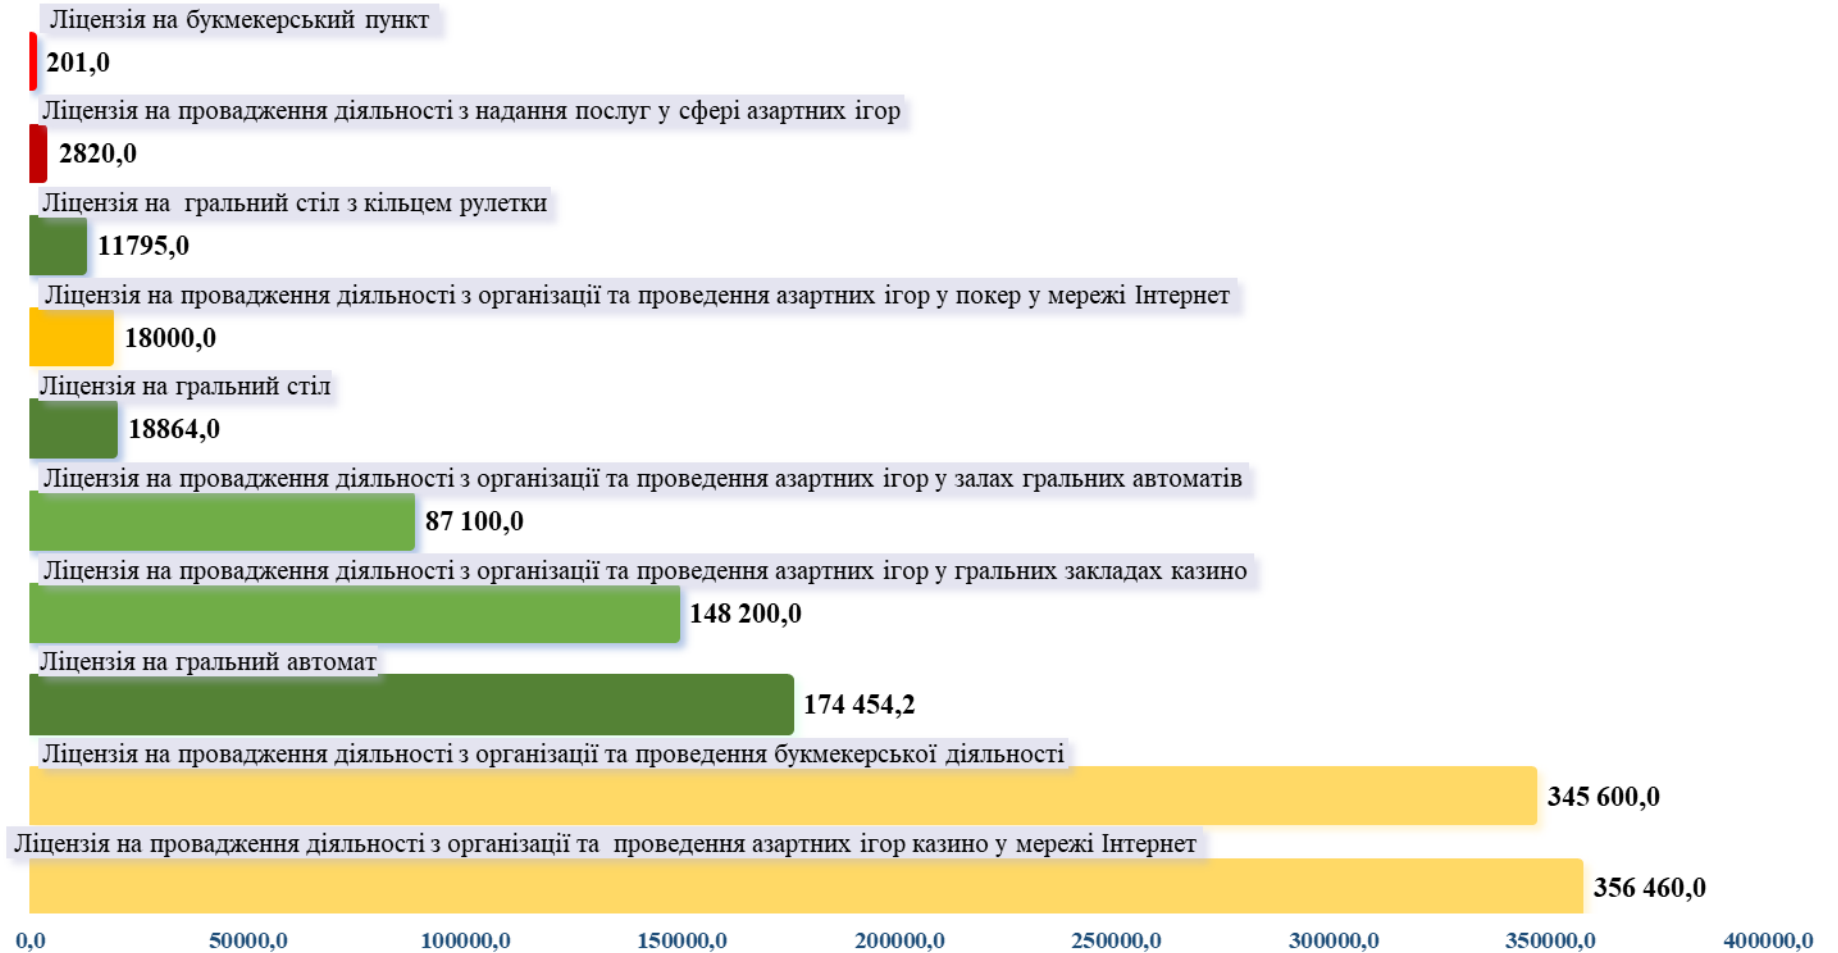 Ліцензія на букмекерський пункт
201,0
Ліцензія на провадження діяльності з надання послуг у сфері азартних ігор
2820,0
Ліцензія на гральний стіл з кільцем рулетки
11795,0
Ліцензія на провадження діяльності з організації та проведення азартних ігор у покер у мережі Інтернет
18000,0
Ліцензія на гральний стіл
18864,0
Ліцензія на провадження діяльності з організації та проведення азартних ігор у залах гральних автоматів
87 100,0
Ліцензія на провадження діяльності з організації та проведення азартних ігор у гральних закладах казино
148 200,0
Ліцензія на гральний автомат
174 454,2
Ліцензія на провадження діяльності з організації та проведення букмекерської діяльності
345 600,0
Ліцензія на провадження діяльності з організації та проведення азартних ігор казино у мережі Інтернет
356 460,0
0,0 50000,0 100000,0 150000,0 200000,0 250000,0 300000,0 350000,0 400000,0